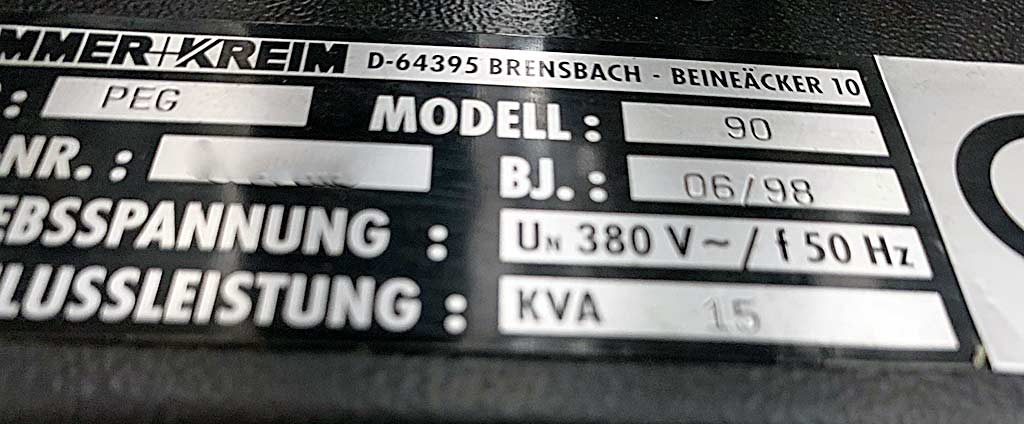 MMER+KREIM D-64395 BRENSBACH - BEINEÄCKER 10
: PEG MODELL : 90
NR. : BJ. : 06/98
EBSSPANNUNG : UN 380 V ~ / f 50 Hz
LUSSLEISTUNG : KVA 15